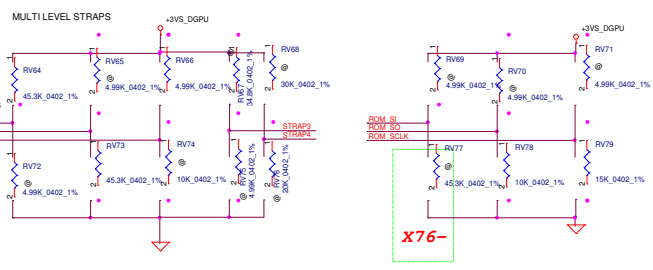 MULTI LEVEL STRAPS
+3VS_DGPU
+3VS_DGPU
RV64
45.3K_0402_1%
RV65
@
4.99K_0402_1%
RV66
@
4.99K_0402_1%
RV67
@
34.8K_0402_1%
RV68
@
30K_0402_1%
RV69
@
4.99K_0402_1%
RV70
@
4.99K_0402_1%
RV71
@
4.99K_0402_1%
STRAP3
STRAP4
ROM_SI
ROM_SO
ROM_SCLK
RV72
@
4.99K_0402_1%
RV73
45.3K_0402_1%
RV74
10K_0402_1%
RV75
@
4.99K_0402_1%
RV76
@
20K_0402_1%
RV77
@
45.3K_0402_1%
RV78
10K_0402_1%
RV79
15K_0402_1%
X76-